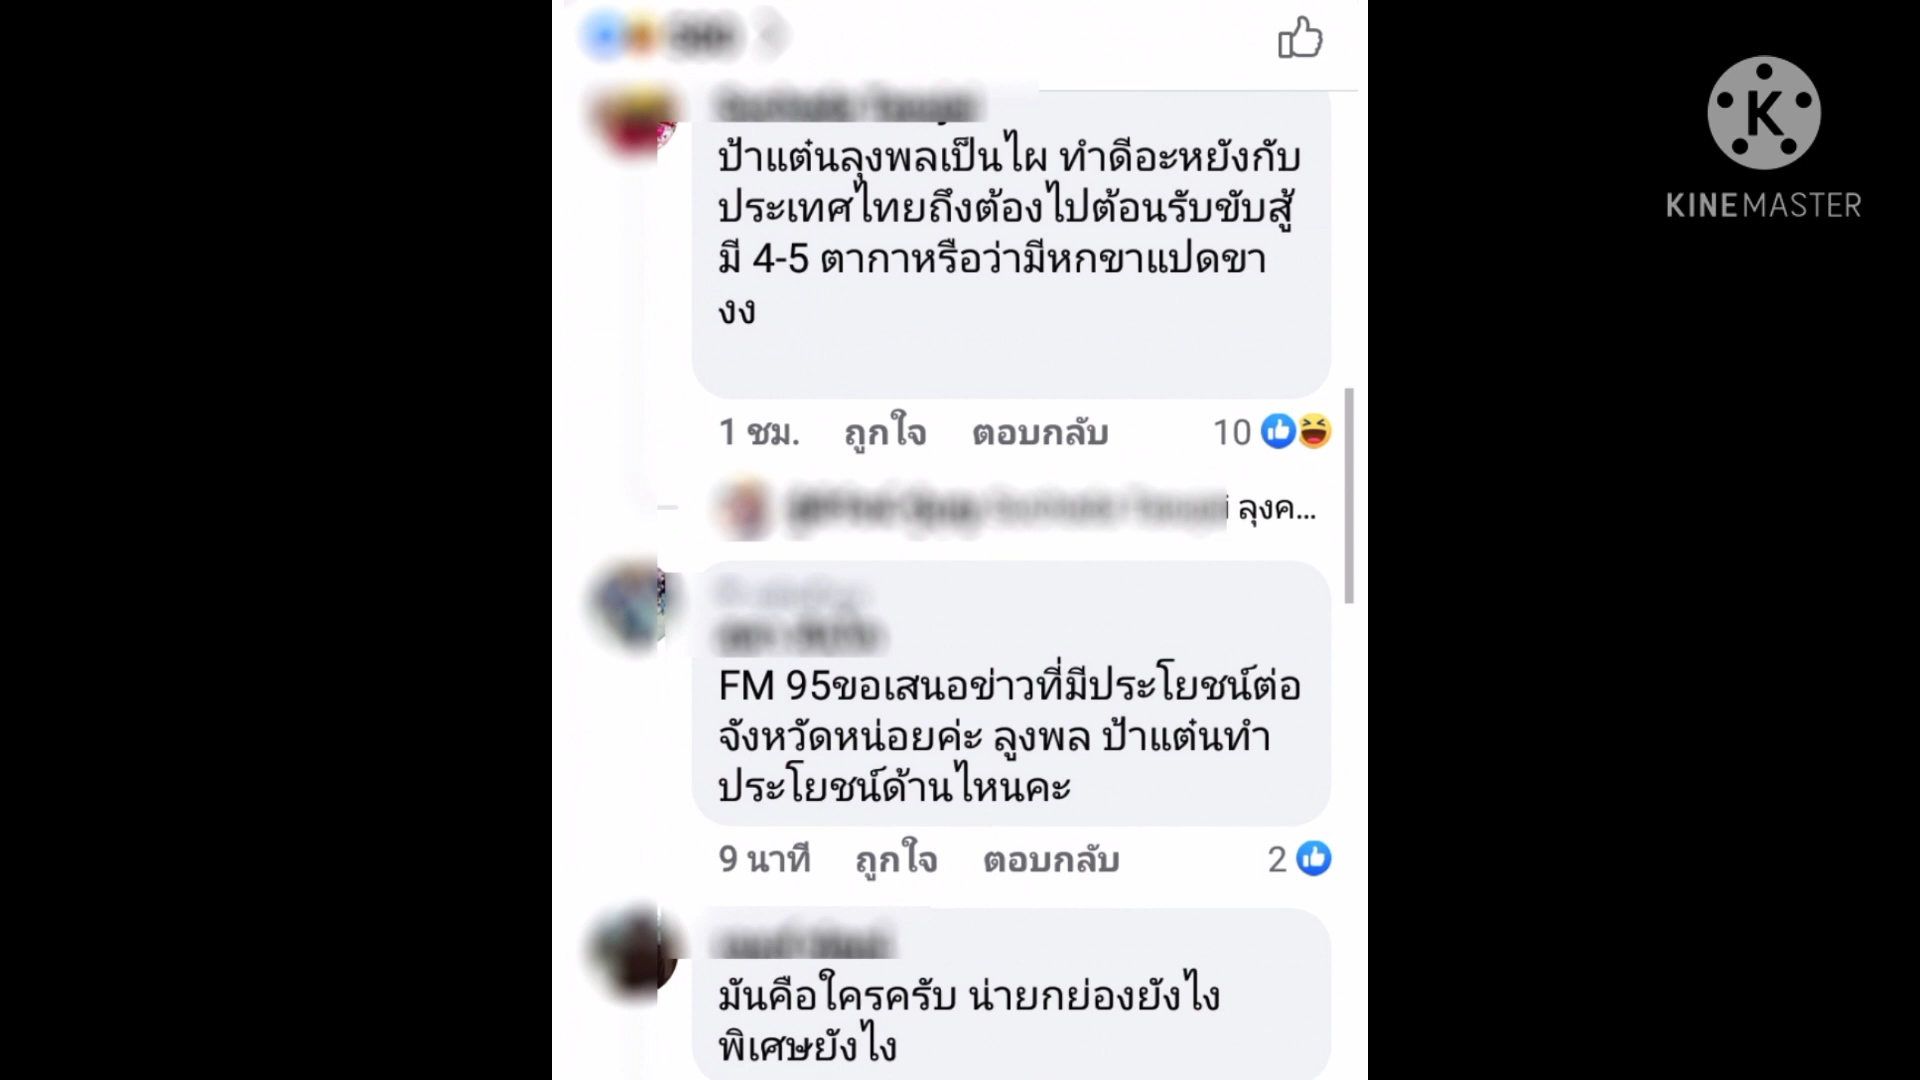 ป้าแต๋นลุงพลเป็นไผ ทำดีอะหยังกับ
ประเทศไทยถึงต้องไปต้อนรับขับสู้
มี 4-5 ตากาหรือว่ามีหกขาแปดขา
งง
1 ชม. ถูกใจ ตอบกลับ 10
ลุงค...
FM 95ขอเสนอข่าวที่มีประโยชน์ต่อ
จังหวัดหน่อยค่ะ ลูงพล ป้าแต๋นทำ
ประโยชน์ด้านไหนคะ
9 นาที ถูกใจ ตอบกลับ 2
มันคือใครครับ น่ายกย่องยังไง
พิเศษยังไง
K
KINEMASTER